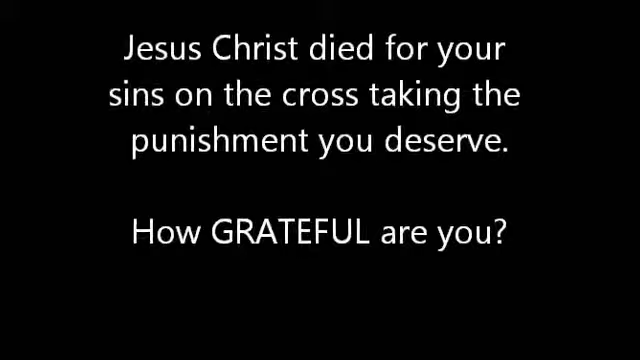 Jesus Christ died for your
sins on the cross taking the
punishment you deserve.
How GRATEFUL are you?